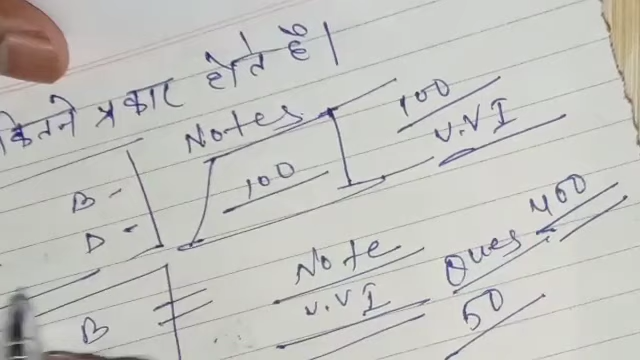 कितने प्रकार होते हैं।
Notes 100
V.V I
B -
100
D -
Note Ques 400
V.V I 50
B